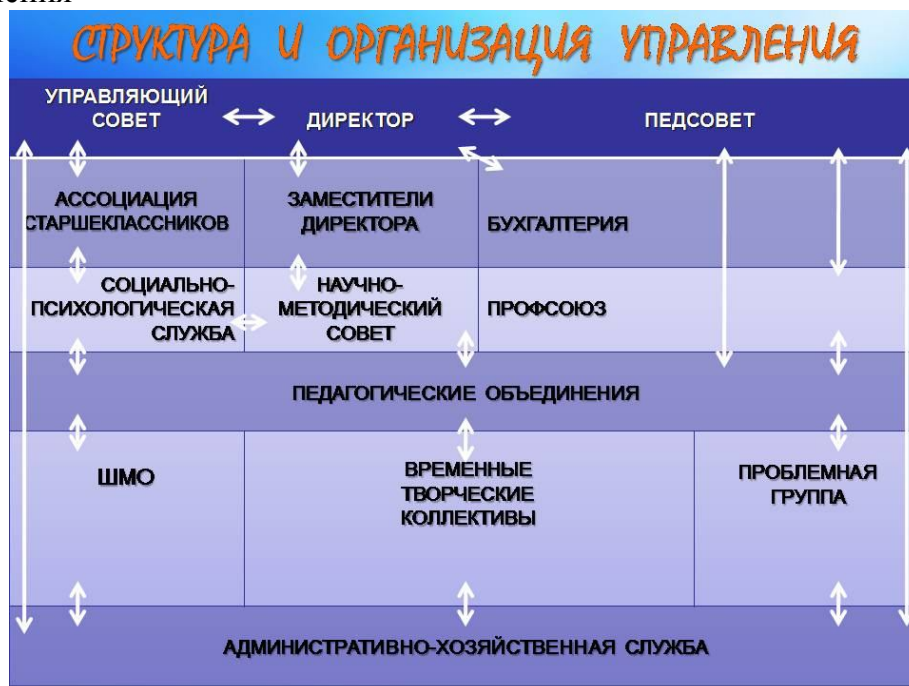 СТРУКТУРА И ОРГАНИЗАЦИЯ УПРАВЛЕНИЯ
УПРАВЛЯЮЩИЙ
СОВЕТ
ДИРЕКТОР
ПЕДСОВЕТ
АССОЦИАЦИЯ
СТАРШЕКЛАССНИКОВ
ЗАМЕСТИТЕЛИ
ДИРЕКТОРА
БУХГАЛТЕРИЯ
СОЦИАЛЬНО-
ПСИХОЛОГИЧЕСКАЯ
СЛУЖБА
НАУЧНО-
МЕТОДИЧЕСКИЙ
СОВЕТ
ПРОФСОЮЗ
ПЕДАГОГИЧЕСКИЕ ОБЪЕДИНЕНИЯ
ШМО
ВРЕМЕННЫЕ
ТВОРЧЕСКИЕ
КОЛЛЕКТИВЫ
ПРОБЛЕМНАЯ
ГРУППА
АДМИНИСТРАТИВНО-ХОЗЯЙСТВЕННАЯ СЛУЖБА